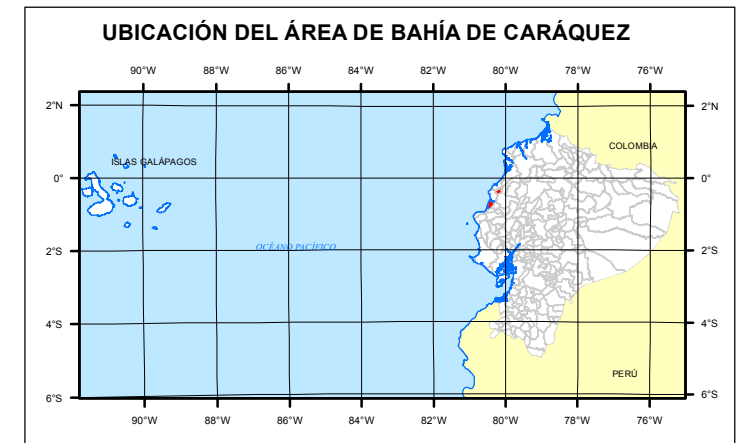 UBICACIÓN DEL ÁREA DE BAHÍA DE CARÁQUEZ
90°W 88°W 86°W 84°W 82°W 80°W 78°W 76°W
2°N 2°N
COLOMBIA
ISLAS GALÁPAGOS
0° 0°
OCÉANO PACÍFICO
2°S 2°S
4°S 4°S
PERÚ
6°S 6°S
90°W 88°W 86°W 84°W 82°W 80°W 78°W 76°W